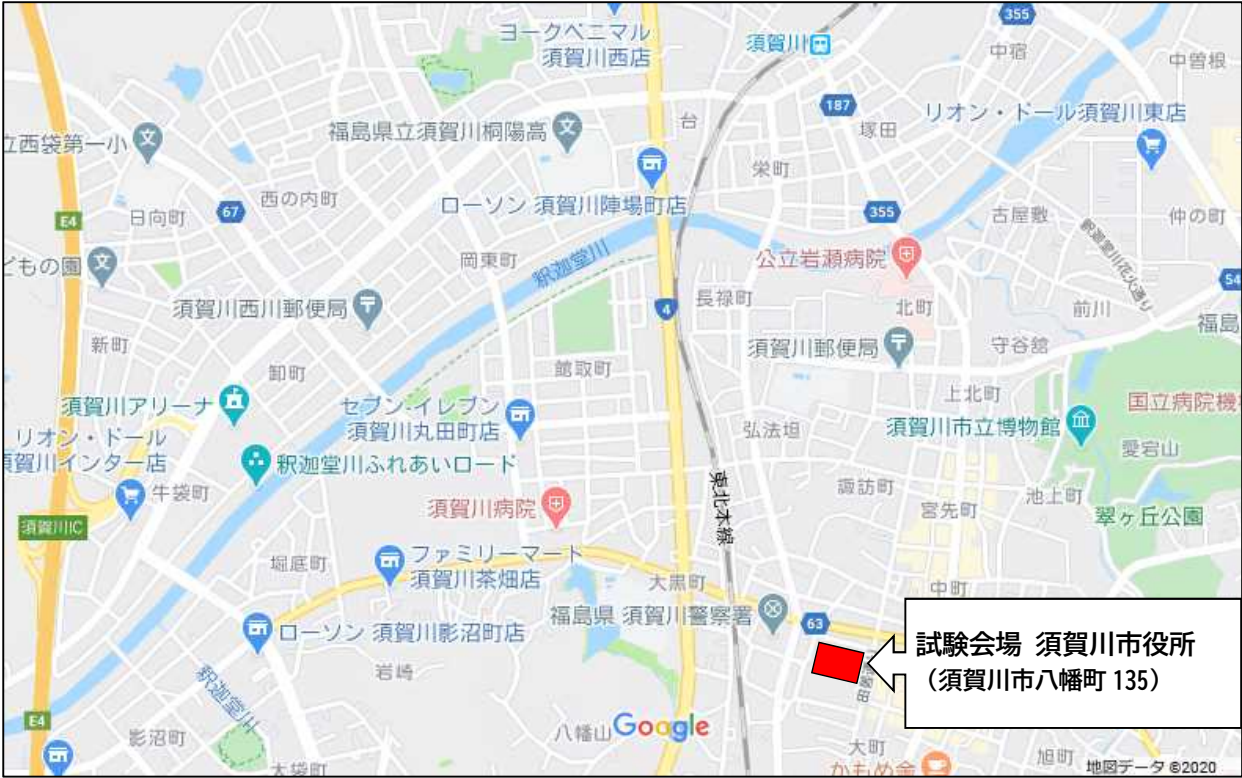 ヨークベニマル
須賀川西店
須賀川
355
中宿
中曽根
187
リオン・ドール須賀川東店
塚田
台
福島県立須賀川桐陽高
立西袋第一小
栄町
西の内町
67
日向町
E4
ローソン 須賀川陣場町店
355
古屋敷
仲の町
釈迦堂川花火通り
どもの園
岡東町
釈迦堂川
公立岩瀬病院
54
須賀川西川郵便局
4
長禄町
北町
前川
福島
新町
須賀川郵便局
守谷舘
卸町
館取町
上北町
国立病院機
須賀川アリーナ
セブン-イレブン
須賀川丸田町店
弘法坦
須賀川市立博物館
愛宕山
リオン・ドール
須賀川インター店
釈迦堂川ふれあいロード
牛袋町
東北本線
諏訪町
池上町
須賀川病院
宮先町
翠ヶ丘公園
須賀川IC
堀底町
ファミリーマート
須賀川茶畑店
大黒町
中町
福島県 須賀川警察署
63
ローソン 須賀川影沼町店
試験会場 須賀川市役所
（須賀川市八幡町 135）
岩崎
釈迦堂川
E4
影沼町
八幡山
Google
大町
旭町
地図データ ©2020
大袋町